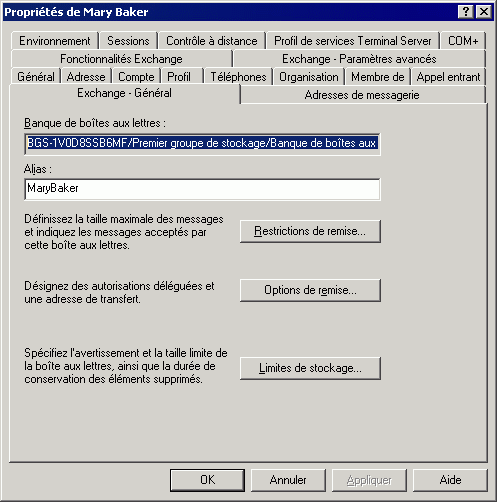 Propriétés de Mary Baker
Environnement Sessions Contrôle à distance Profil de services Terminal Server COM+
Fonctionnalités Exchange Exchange - Paramètres avancés
Général Adresse Compte Profil Téléphones Organisation Membre de Appel entrant
Exchange - Général Adresses de messagerie
Banque de boîtes aux lettres :
BGS-1V0D8SSB6MF/Premier groupe de stockage/Banque de boîtes aux
Alias :
MaryBaker
Définissez la taille maximale des messages
et indiquez les messages acceptés par
cette boîte aux lettres.
Restrictions de remise...
Désignez des autorisations déléguées et
une adresse de transfert.
Options de remise...
Spécifiez l'avertissement et la taille limite de
la boîte aux lettres, ainsi que la durée de
conservation des éléments supprimés.
Limites de stockage...
OK Annuler Appliquer Aide